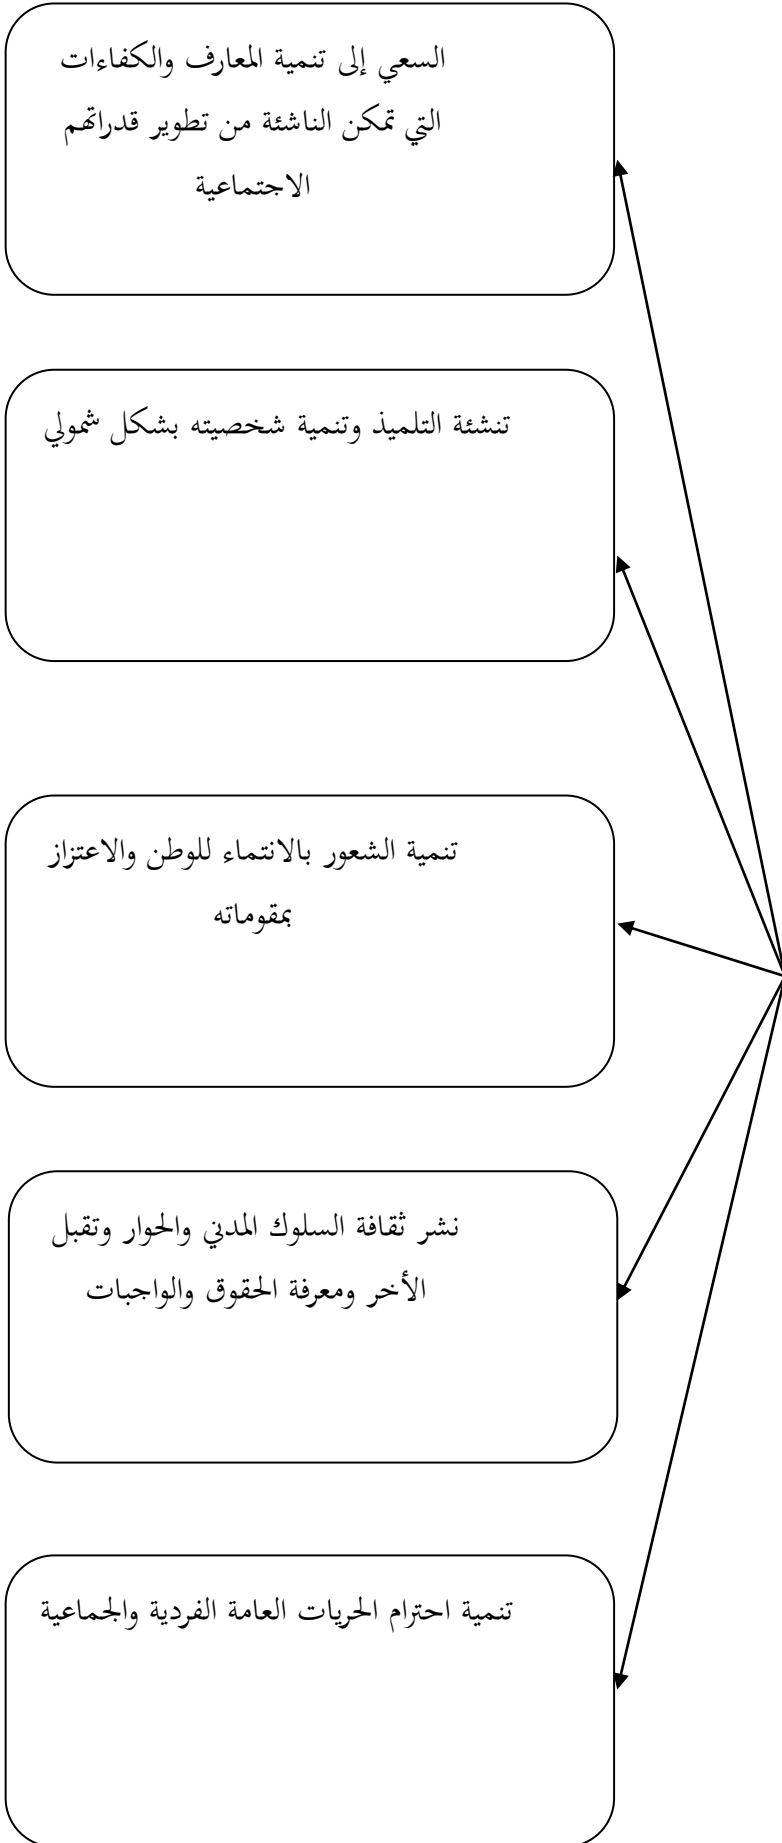 السعي إلى تنمية المعارف والكفاءات
التي تمكن الناشئة من تطوير قدراتهم
الاجتماعية
تنشئة التلميذ وتنمية شخصيته بشكل شمولي
تنمية الشعور بالانتماء للوطن والاعتزاز
بمقوماته
نشر ثقافة السلوك المدني والحوار وتقبل
الأخر ومعرفة الحقوق والواجبات
تنمية احترام الحريات العامة الفردية والجماعية